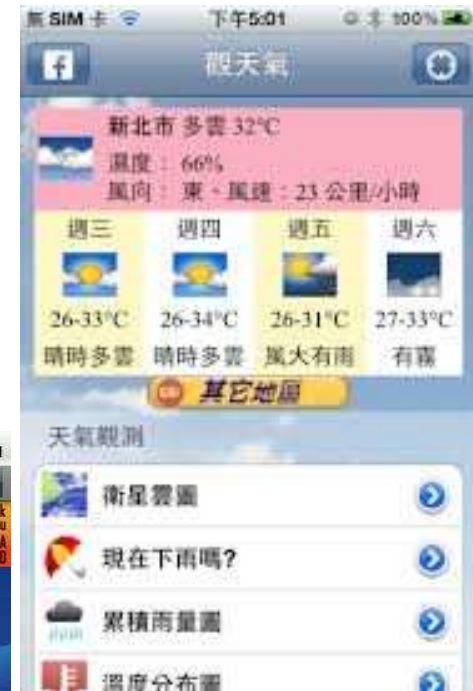 無 SIM 卡 下午5:01 100%
觀天氣
新北市 多雲 32°C
濕度： 66%
風向： 東、風速：23 公里/小時
週三 週四 週五 週六
26-33°C 26-34°C 26-31°C 27-33°C
晴時多雲 晴時多雲 風大有雨 有霧
其它地區
天氣觀測
衛星雲圖
現在下雨嗎?
累積雨量圖
溫度分布圖